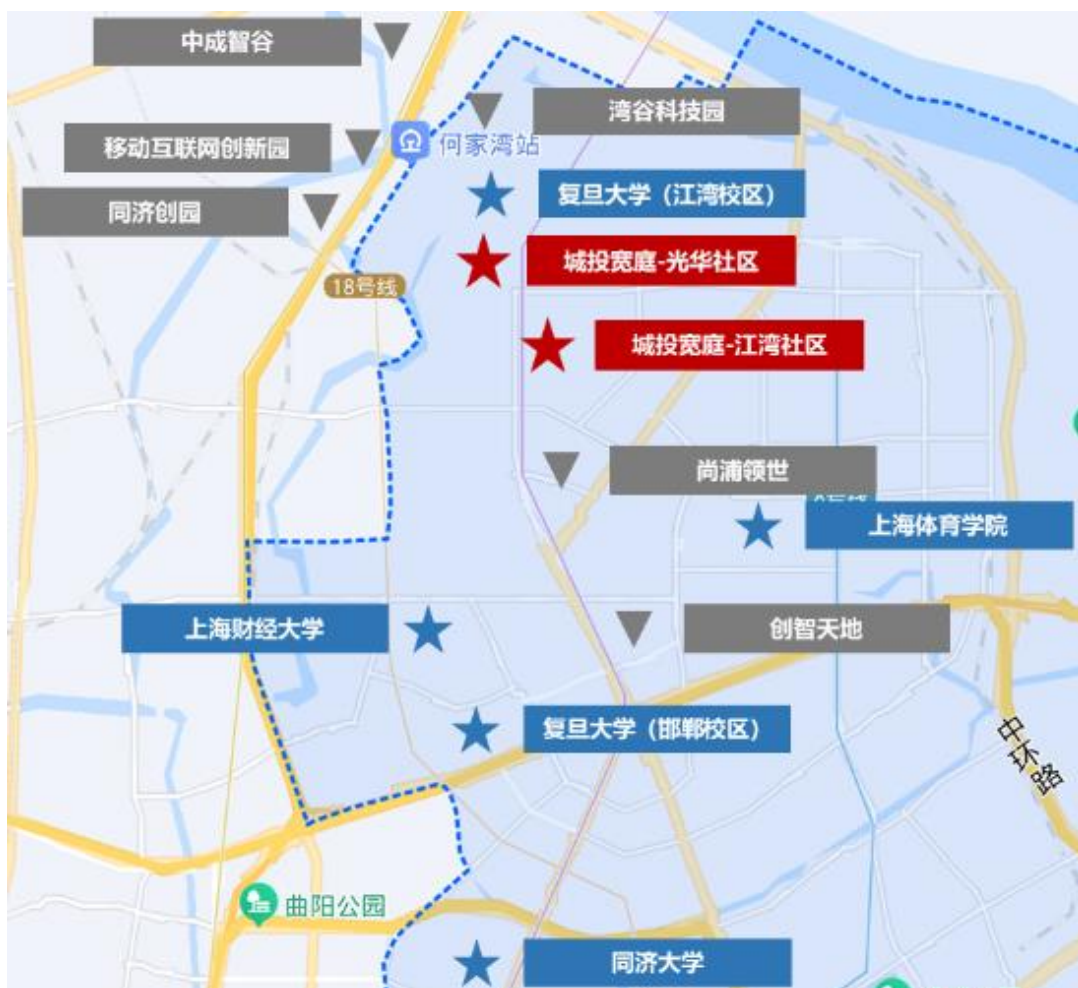 中成智谷
湾谷科技园
移动互联网创新园
何家湾站
复旦大学（江湾校区）
同济创园
城投宽庭-光华社区
18号线
城投宽庭-江湾社区
尚浦领世
上海体育学院
上海财经大学
创智天地
复旦大学（邯郸校区）
中环路
曲阳公园
同济大学